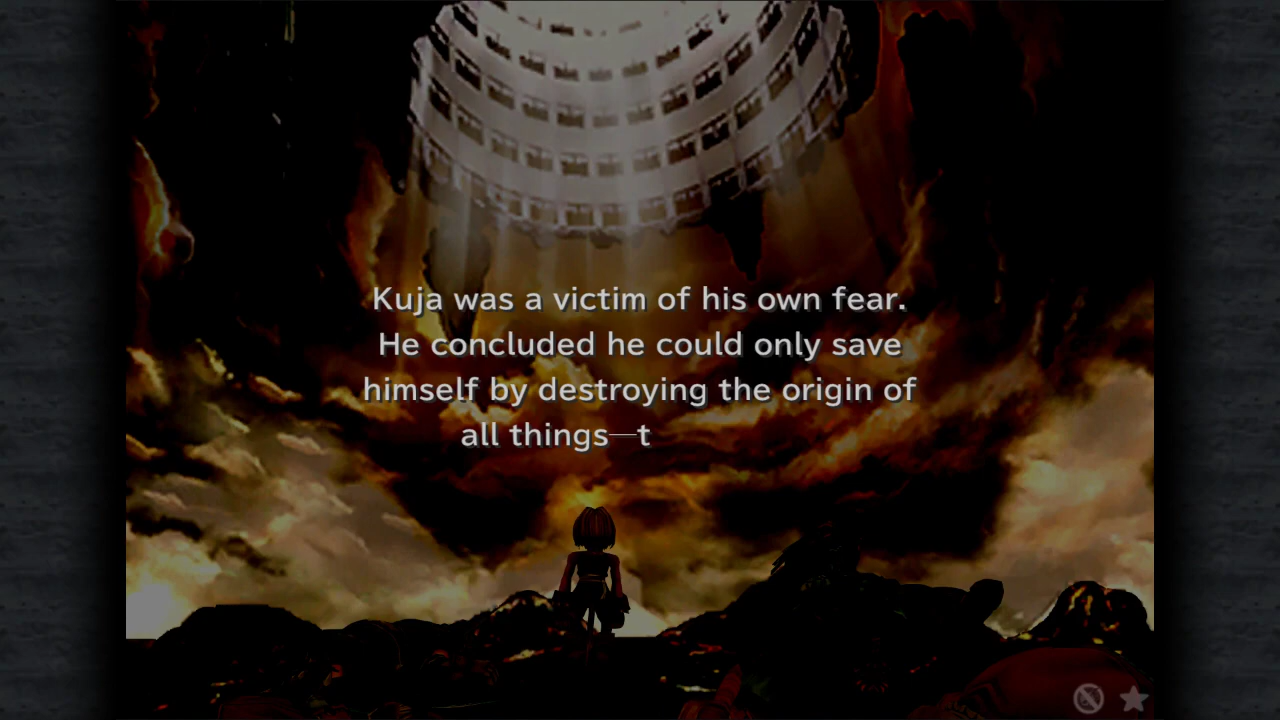 Kuja was a victim of his own fear.
He concluded he could only save
himself by destroying the origin of
all things—t